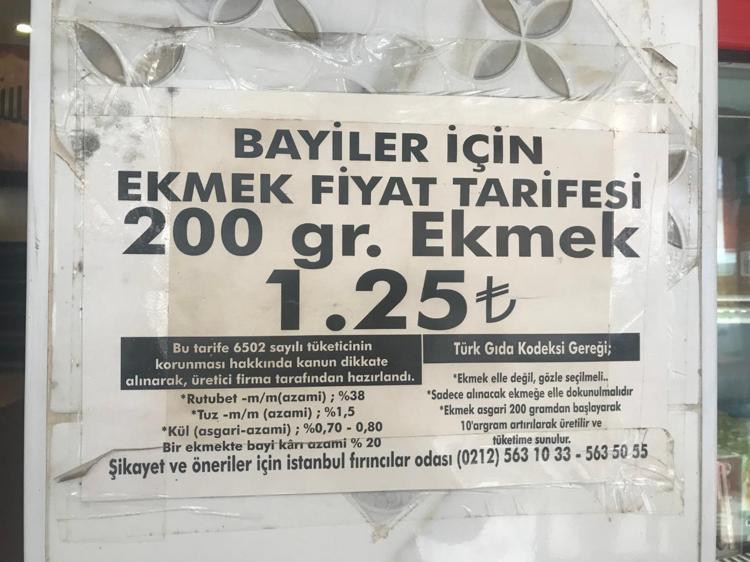 BAYİLER İÇİN
EKMEK FİYAT TARİFESİ
200 gr. Ekmek
1.25₺
Bu tarife 6502 sayılı tüketicinin
korunması hakkında kanun dikkate
alınarak, üretici firma tarafından hazırlandı.
*Rutubet -m/m(azami) ; %38
*Tuz -m/m (azami) ; %1,5
*Kül (asgari-azami) ; %0,70 - 0,80
Bir ekmekte bayi kârı azami % 20
Türk Gıda Kodeksi Gereği;
*Ekmek elle değil, gözle seçilmeli..
*Sadece alınacak ekmeğe elle dokunulmalıdır
*Ekmek asgari 200 gramdan başlayarak
10'argram artırılarak üretilir ve
tüketime sunulur.
Şikayet ve öneriler için istanbul fırıncılar odası (0212) 563 10 33 - 563 50 55